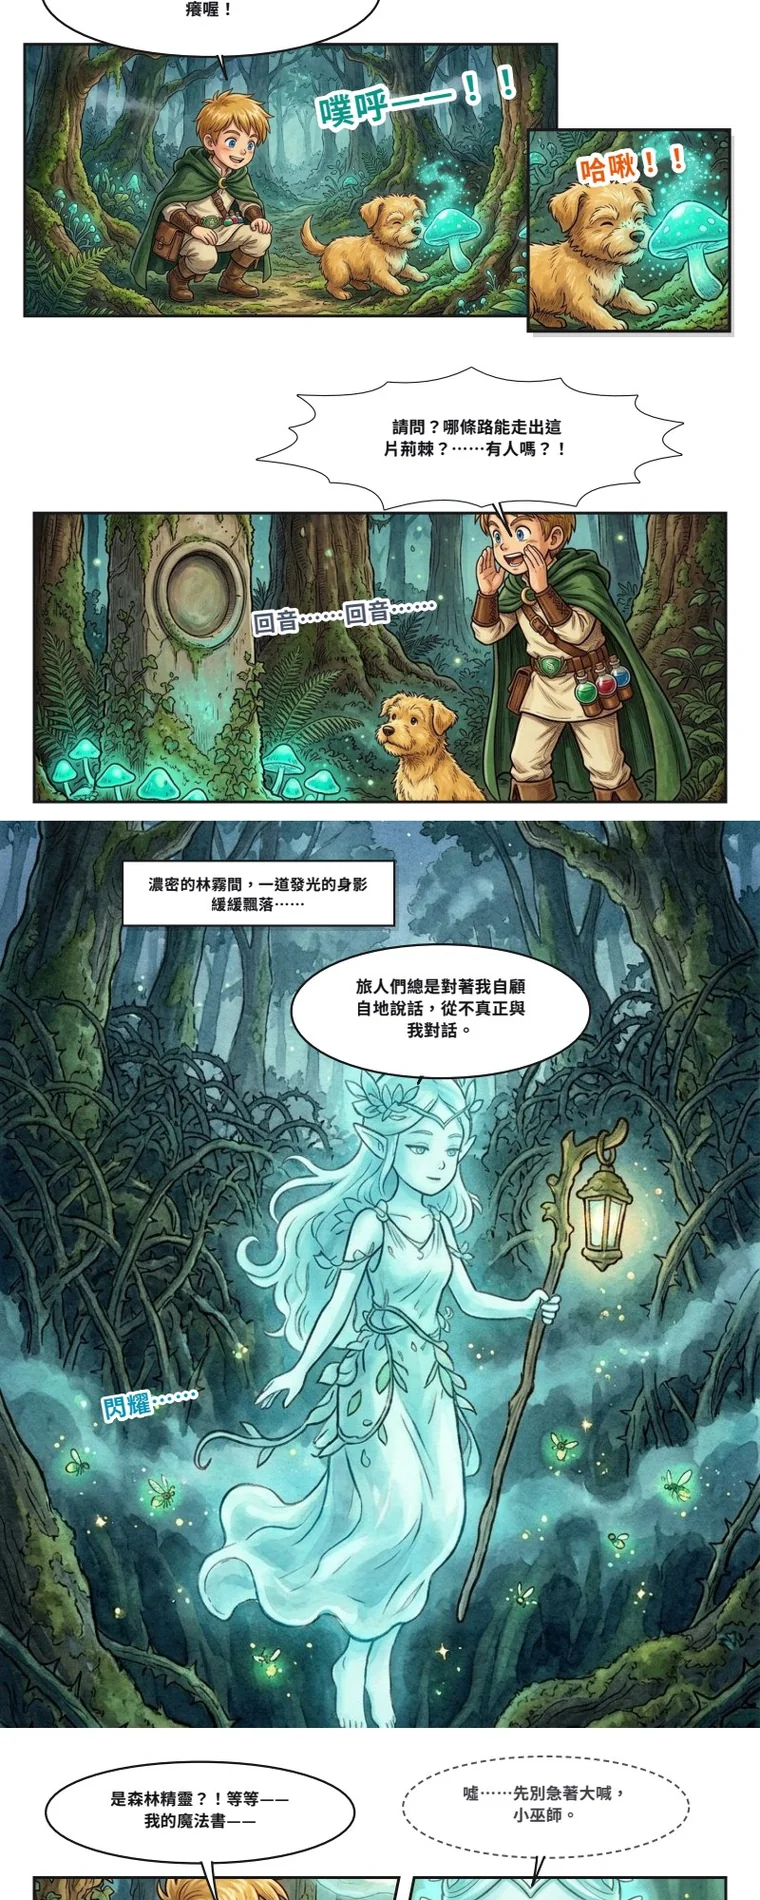 癢喔！
噗呼——！！
哈啾！！
請問？哪條路能走出這
片荊棘？⋯⋯有人嗎？！
回音⋯⋯回音⋯⋯
濃密的林霧間，一道發光的身影
緩緩飄落⋯⋯
旅人們總是對著我自顧
自地說話，從不真正與
我對話。
閃耀⋯⋯
是森林精靈？！等等——
我的魔法書——
噓⋯⋯先別急著大喊，
小巫師。